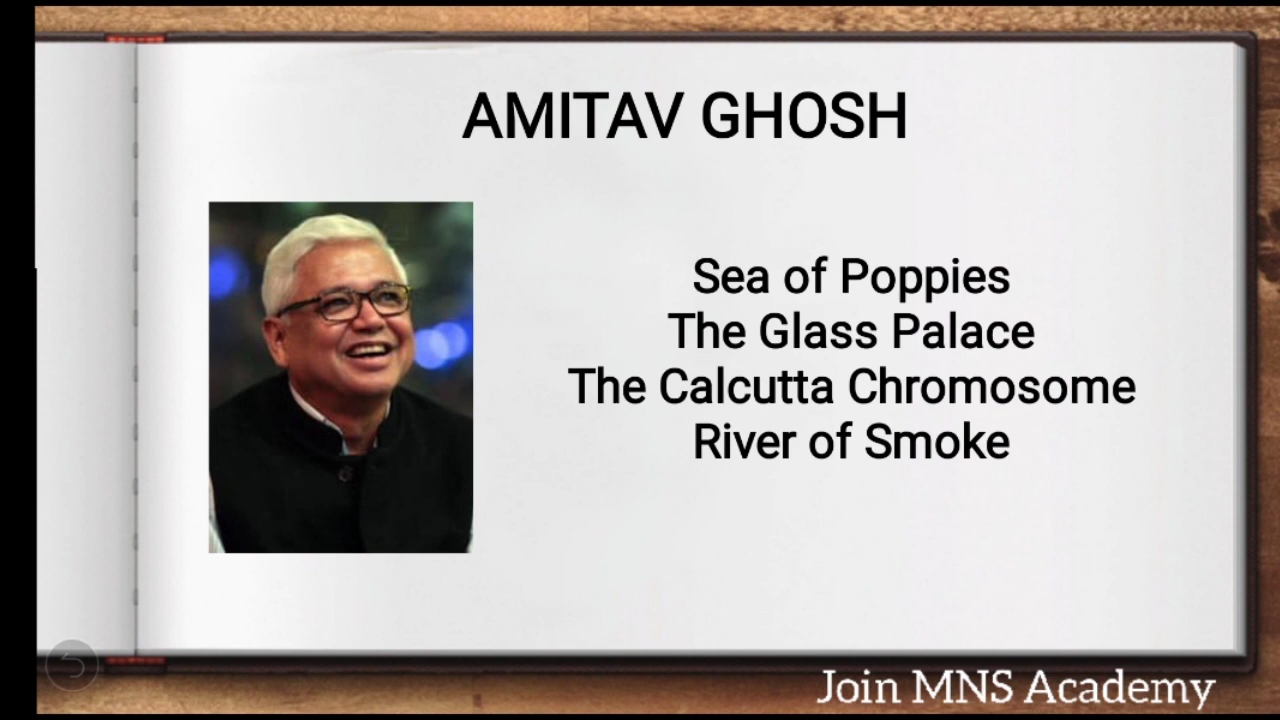 AMITAV GHOSH
Sea of Poppies
The Glass Palace
The Calcutta Chromosome
River of Smoke
Join MNS Academy